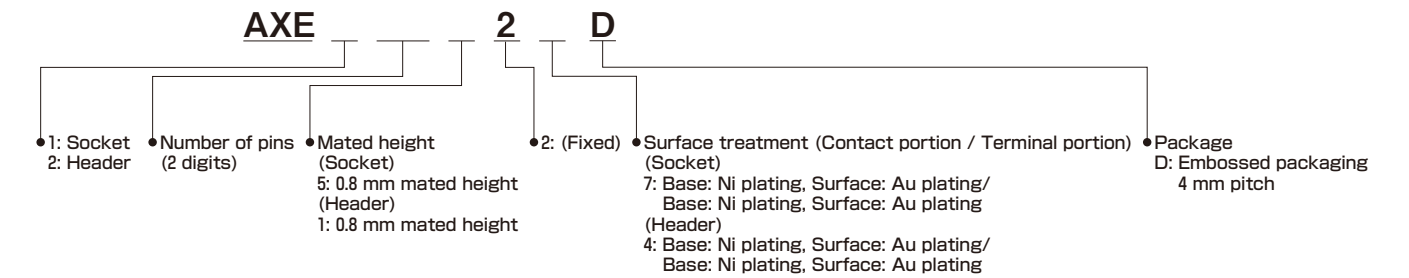 AXE 2 D
1: Socket
2: Header
Number of pins
(2 digits)
Mated height
(Socket)
5: 0.8 mm mated height
(Header)
1: 0.8 mm mated height
2: (Fixed)
Surface treatment (Contact portion / Terminal portion)
(Socket)
7: Base: Ni plating, Surface: Au plating/
Base: Ni plating, Surface: Au plating
(Header)
4: Base: Ni plating, Surface: Au plating/
Base: Ni plating, Surface: Au plating
Package
D: Embossed packaging
4 mm pitch